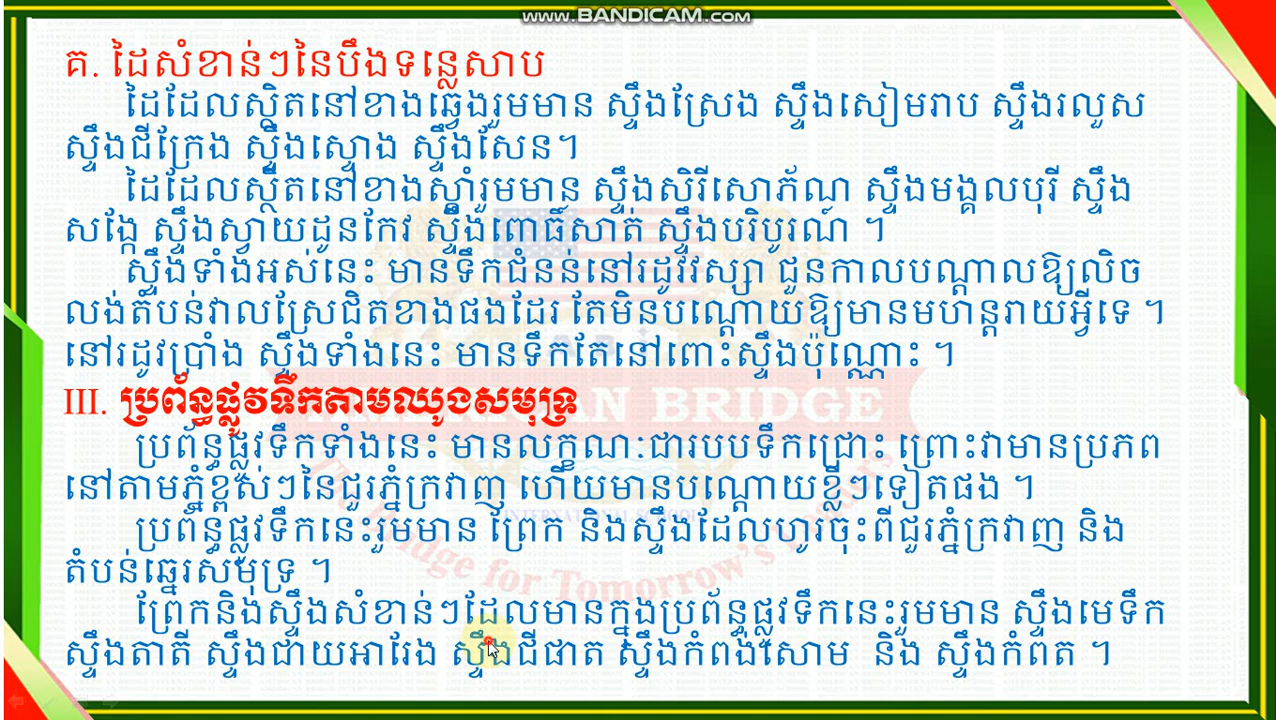 WWW.BANDICAM.COM
គ. ដៃសំខាន់ៗនៃបឹងទន្លេសាប
ដៃដែលស្ថិតនៅខាងឆ្វេងរួមមាន ស្ទឹងស្រែង ស្ទឹងសៀមរាប ស្ទឹងរលួស
ស្ទឹងជីក្រែង ស្ទឹងស្ទោង ស្ទឹងសែន។
ដៃដែលស្ថិតនៅខាងស្តាំរួមមាន ស្ទឹងសិរីសោភ័ណ ស្ទឹងមង្គលបុរី ស្ទឹង
សង្កែ ស្ទឹងស្វាយដូនកែវ ស្ទឹងពោធិ៍សាត់ ស្ទឹងបរិបូរណ៍ ។
ស្ទឹងទាំងអស់នេះ មានទឹកជំនន់នៅរដូវវស្សា ជួនកាលបណ្តាលឱ្យលិច
លង់តំបន់វាលស្រែជិតខាងផងដែរ តែមិនបណ្តោយឱ្យមានមហន្តរាយអ្វីទេ ។
នៅរដូវប្រាំង ស្ទឹងទាំងនេះ មានទឹកតែនៅពោះស្ទឹងប៉ុណ្ណោះ ។
III. ប្រព័ន្ធផ្លូវទឹកតាមឈូងសមុទ្រ
ប្រព័ន្ធផ្លូវទឹកទាំងនេះ មានលក្ខណៈជារបបទឹកជ្រោះ ព្រោះវាមានប្រភព
នៅតាមភ្នំខ្ពស់ៗនៃជួរភ្នំក្រវាញ ហើយមានបណ្តោយខ្លីៗទៀតផង ។
ប្រព័ន្ធផ្លូវទឹកនេះរួមមាន ព្រែក និងស្ទឹងដែលហូរចុះពីជួរភ្នំក្រវាញ និង
តំបន់ឆ្នេរសមុទ្រ ។
ព្រែកនិងស្ទឹងសំខាន់ៗដែលមានក្នុងប្រព័ន្ធផ្លូវទឹកនេះរួមមាន ស្ទឹងមេទឹក
ស្ទឹងតាតី ស្ទឹងជាយអារែង ស្ទឹងជីផាត ស្ទឹងកំពង់សោម និង ស្ទឹងកំពត ។